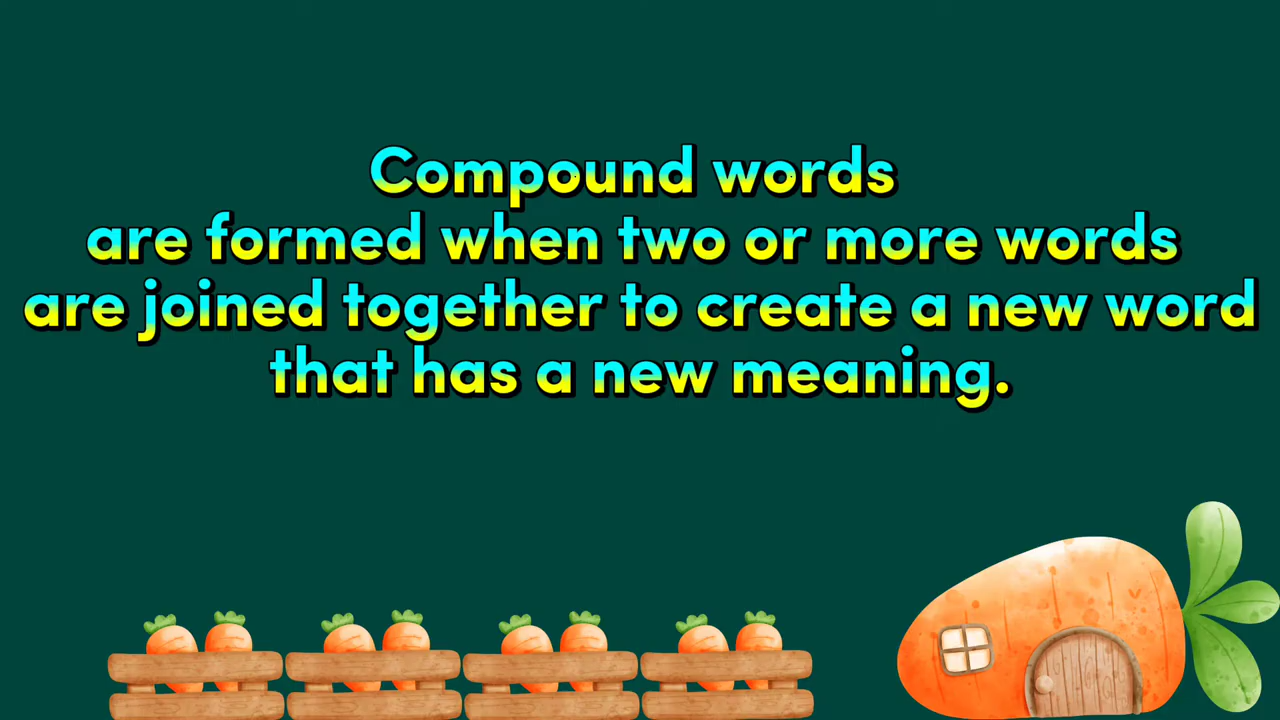 Compound words
are formed when two or more words
are joined together to create a new word
that has a new meaning.